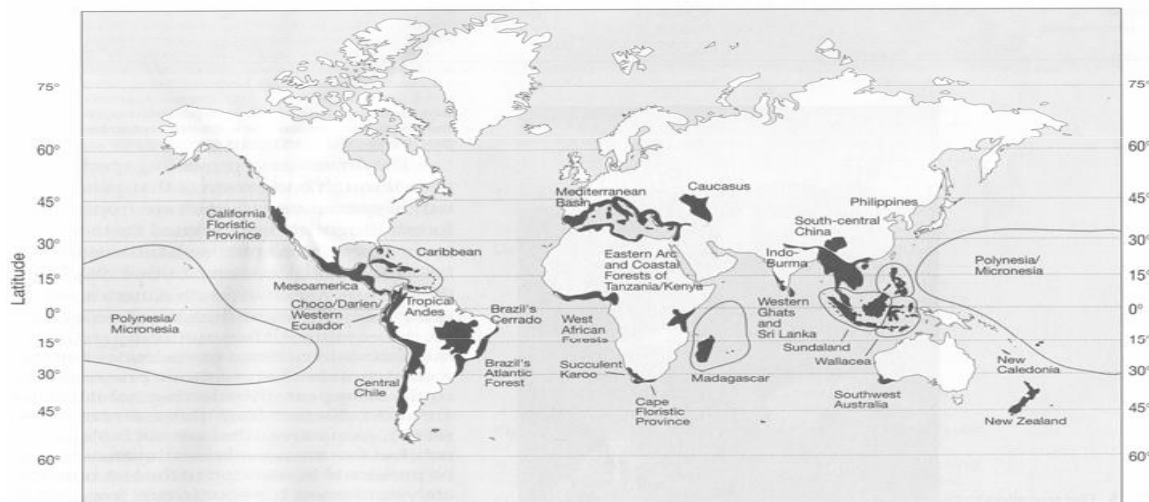 75°
60°
45°
30°
15°
0°
15°
30°
45°
60°
Latitude
75°
60°
45°
30°
15°
0°
15°
30°
45°
60°
California
Floristic
Province
Polynesia/
Micronesia
Mesoamerica
Caribbean
Choco/Darien/
Western
Ecuador
Tropical
Andes
Brazil's
Cerrado
Brazil's
Atlantic
Forest
Central
Chile
Mediterranean
Basin
Caucasus
Eastern Arc
and Coastal
Forests of
Tanzania/Kenya
West
African
Forests
Succulent
Karoo
Cape
Floristic
Province
Madagascar
Philippines
South-central
China
Indo-
Burma
Western
Ghats
and
Sri Lanka
Sundaland
Wallacea
Southwest
Australia
Polynesia/
Micronesia
New
Caledonia
New Zealand